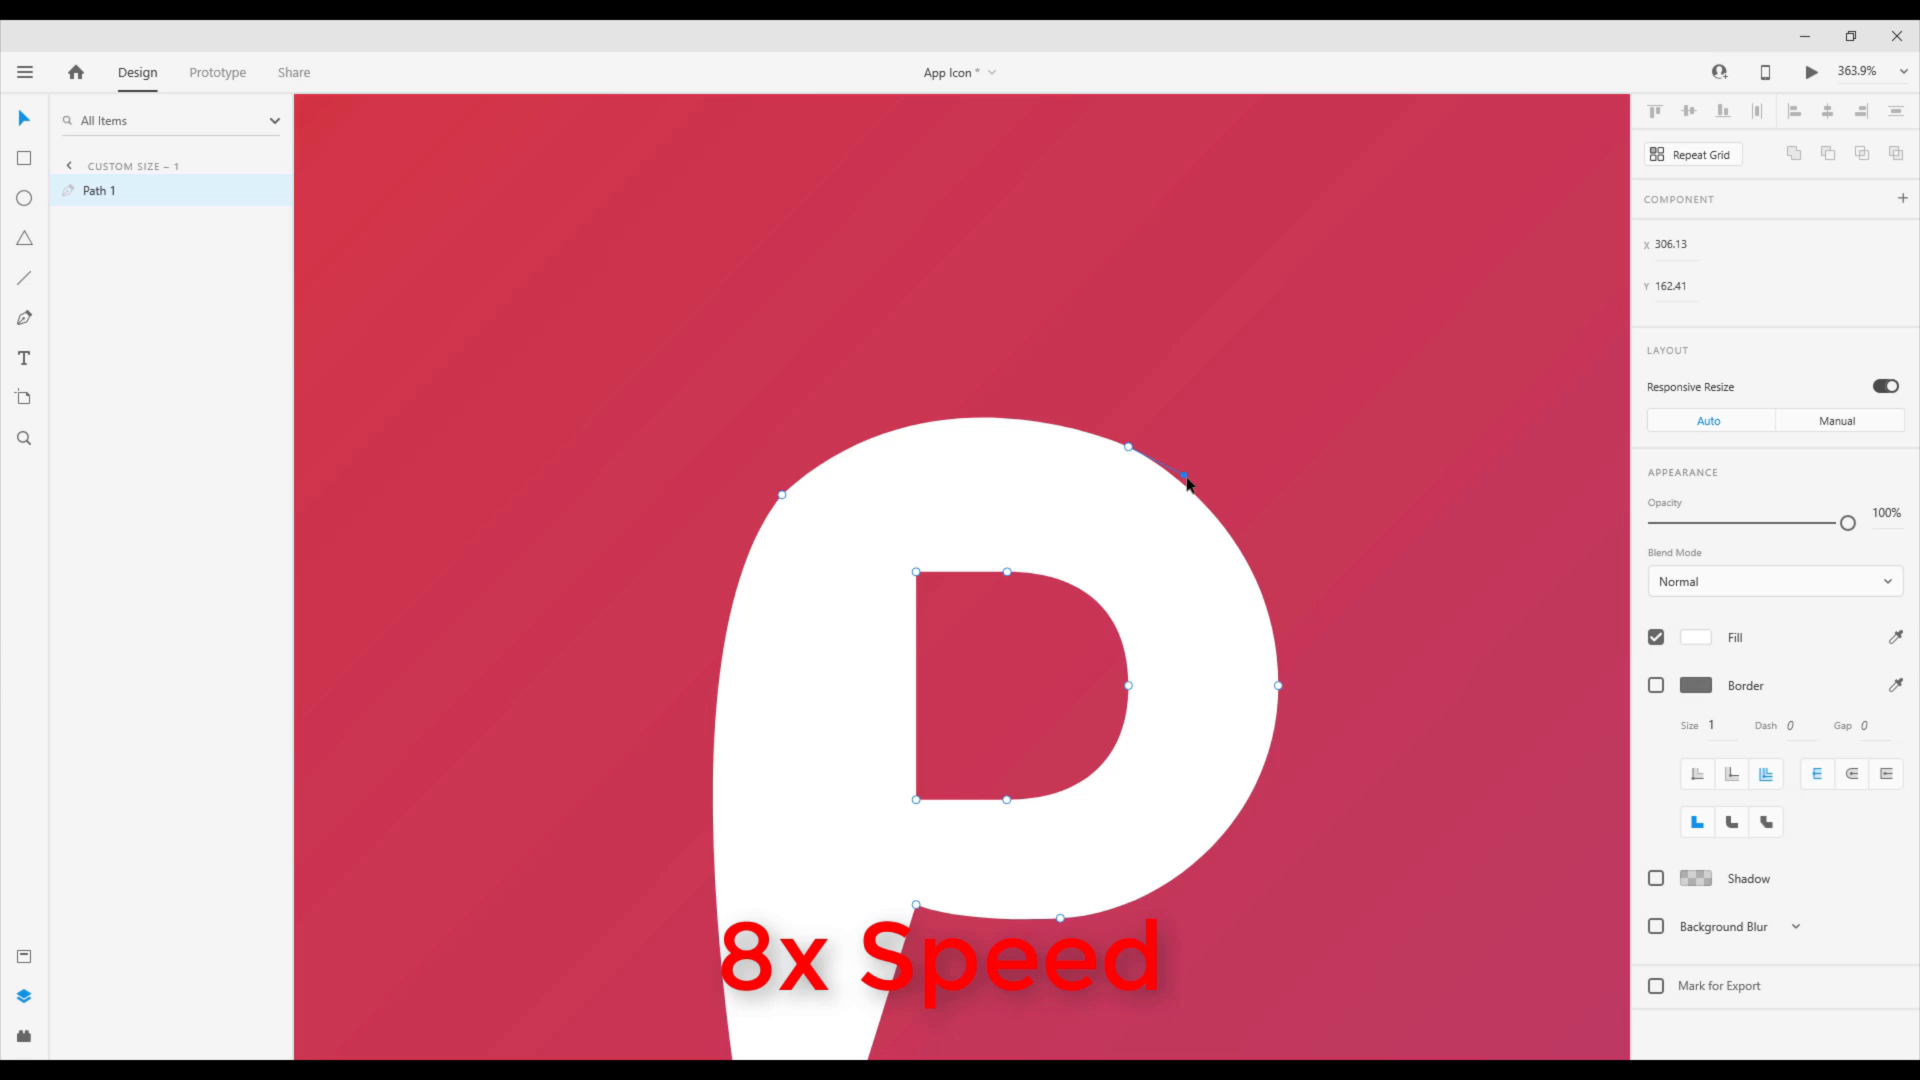 Design
Prototype
Share
App Icon *
363.9%
All Items
CUSTOM SIZE – 1
Path 1
Repeat Grid
COMPONENT
X 306.13
Y 162.41
LAYOUT
Responsive Resize
Auto
Manual
APPEARANCE
Opacity
100%
Blend Mode
Normal
Fill
Border
Size 1
Dash 0
Gap 0
Shadow
Background Blur
Mark for Export
P
8x Speed